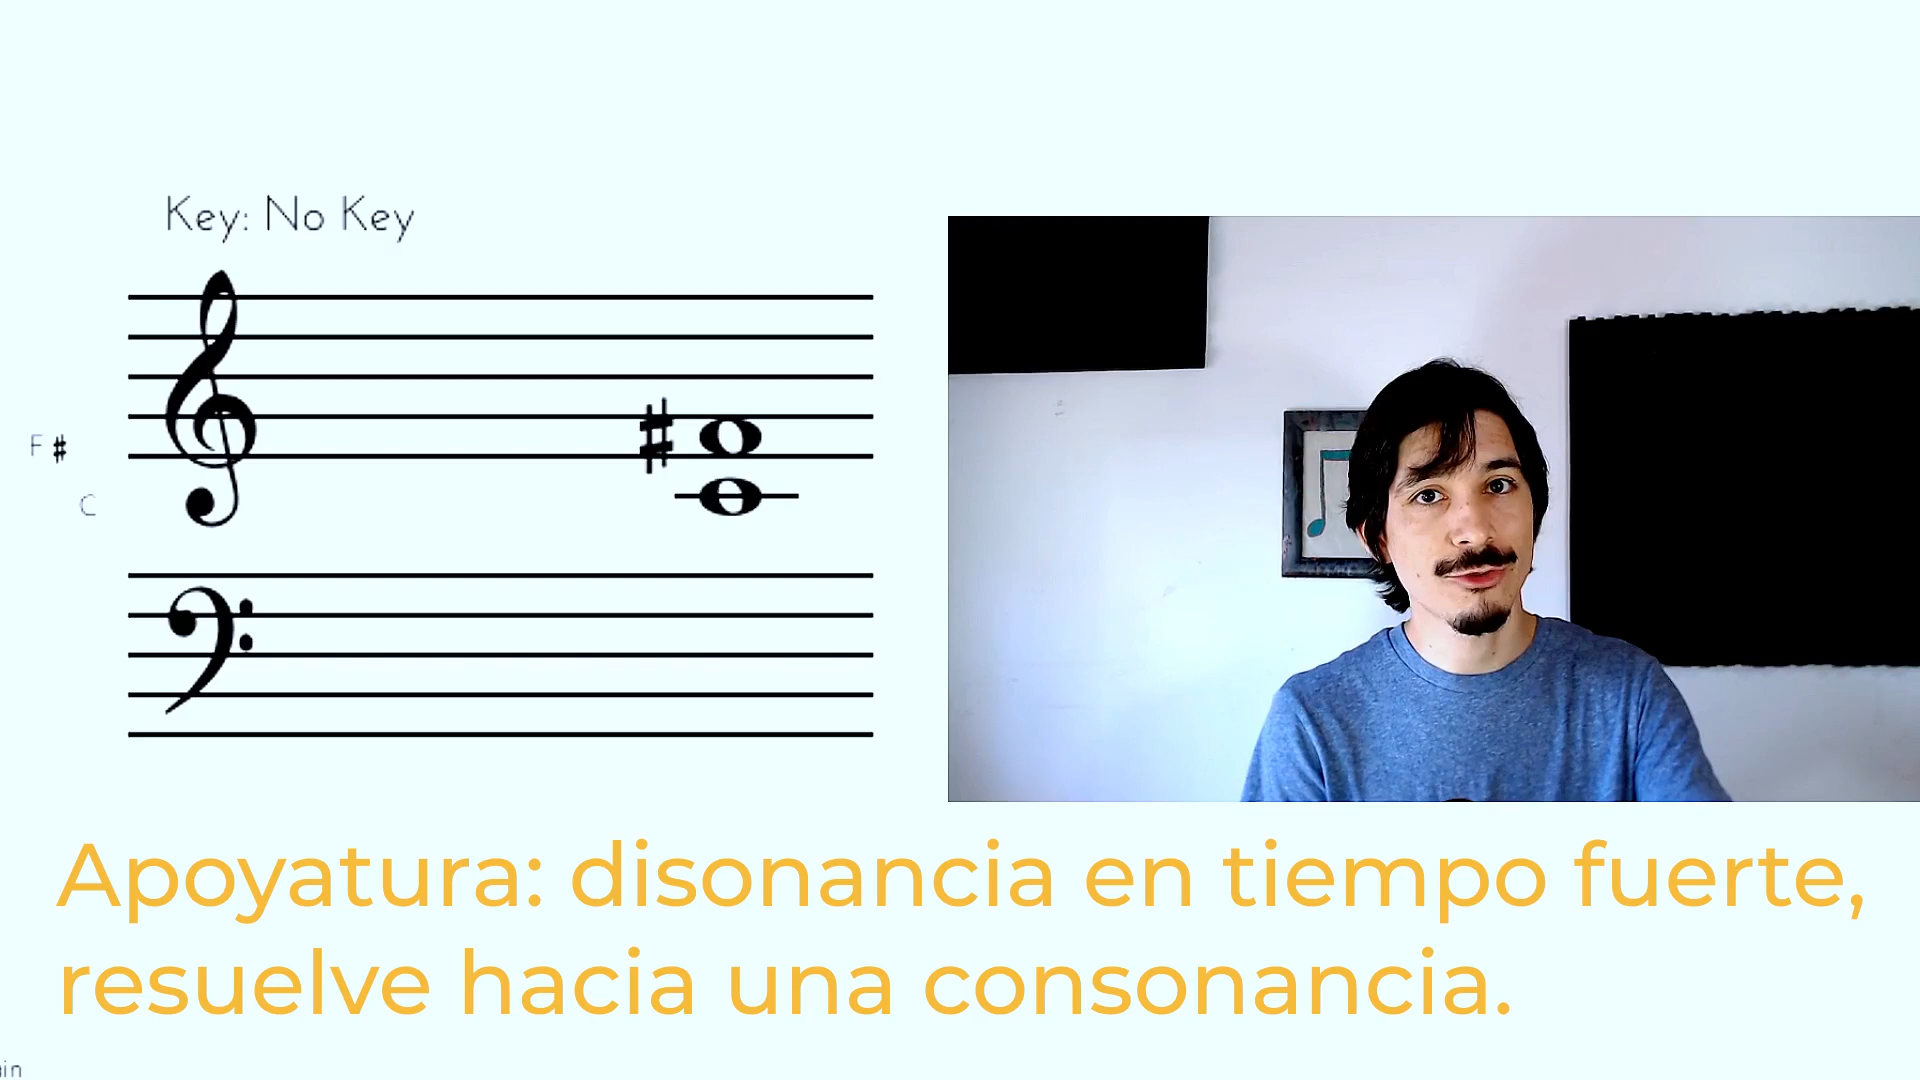 Key: No Key
F #
C
Apoyatura: disonancia en tiempo fuerte,
resuelve hacia una consonancia.